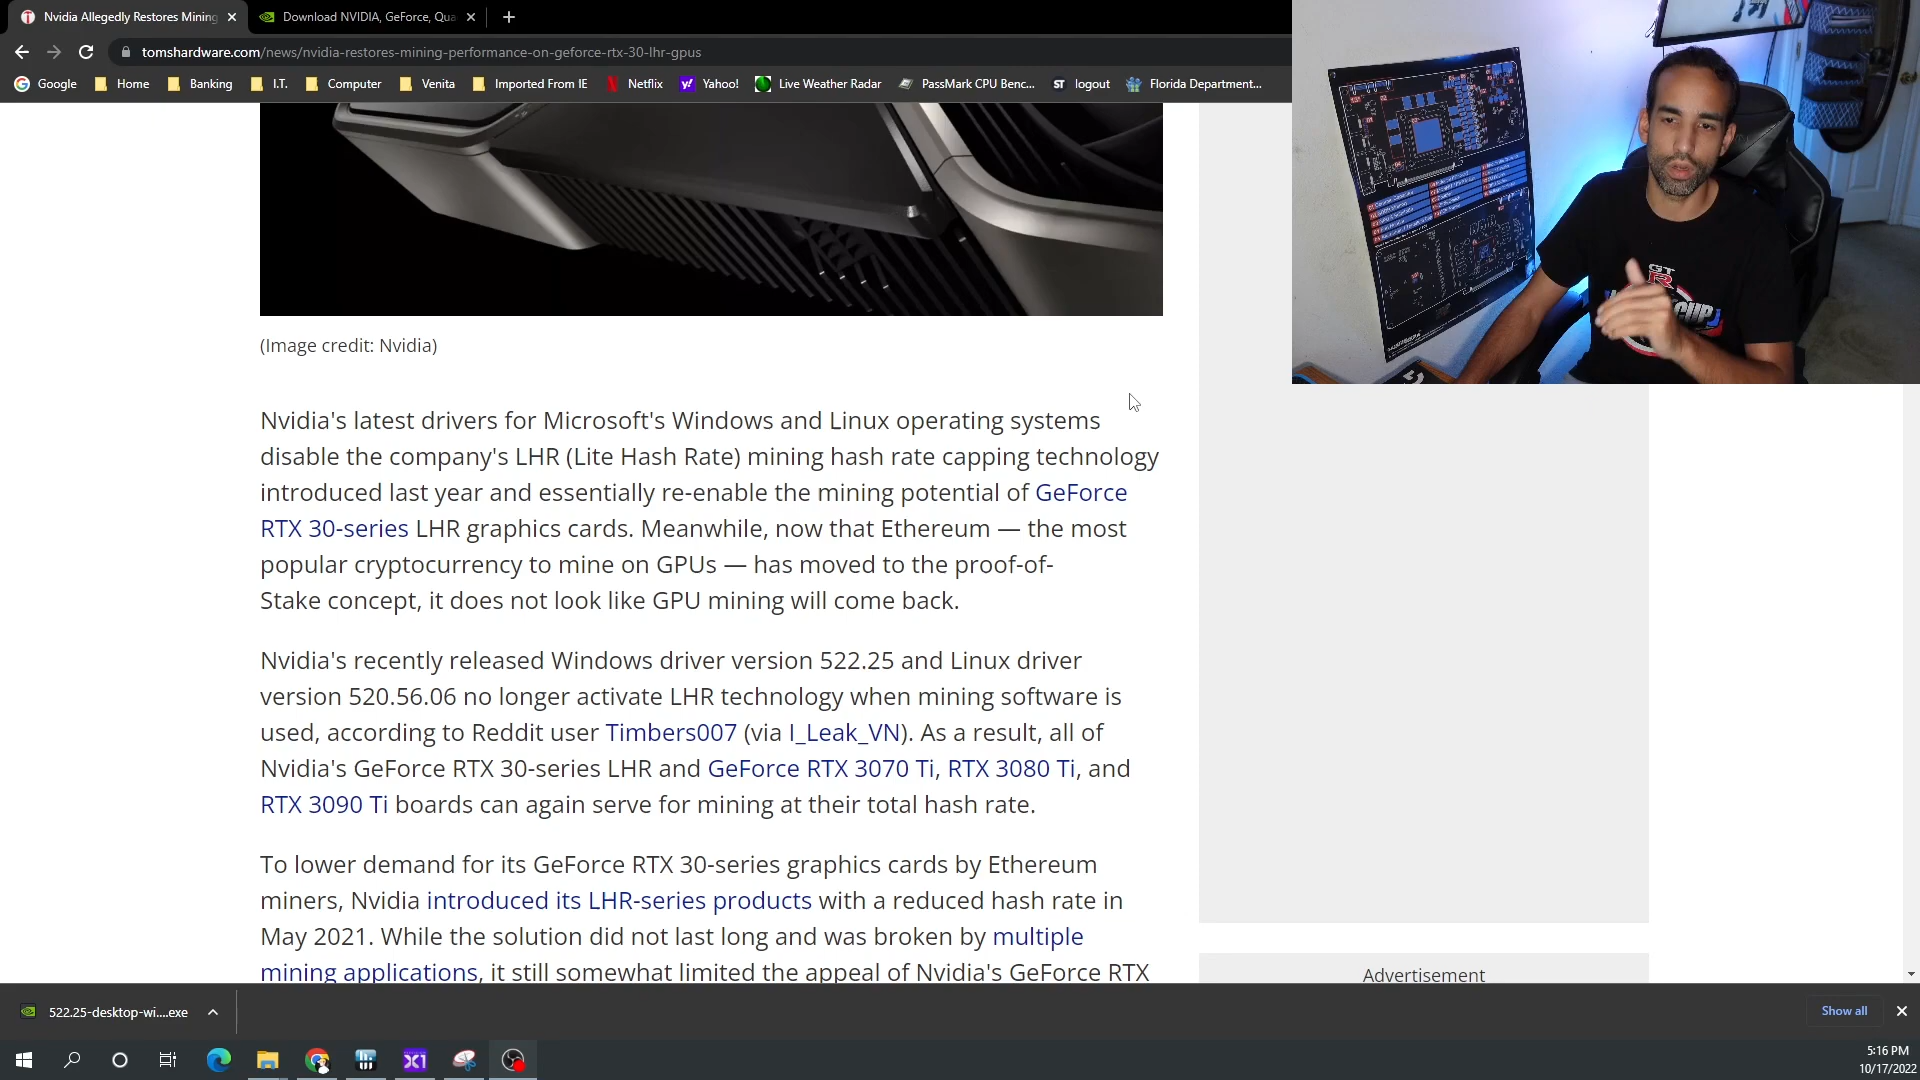 Nvidia Allegedly Restores Mining
Download NVIDIA, GeForce, Qua
tomshardware.com/news/nvidia-restores-mining-performance-on-geforce-rtx-30-lhr-gpus
Google Home Banking I.T. Computer Venita Imported From IE Netflix Yahoo! Live Weather Radar PassMark CPU Benc... ST logout Florida Department...
GT
R
CUP
(Image credit: Nvidia)
Nvidia's latest drivers for Microsoft's Windows and Linux operating systems
disable the company's LHR (Lite Hash Rate) mining hash rate capping technology
introduced last year and essentially re-enable the mining potential of GeForce
RTX 30-series LHR graphics cards. Meanwhile, now that Ethereum — the most
popular cryptocurrency to mine on GPUs — has moved to the proof-of-
Stake concept, it does not look like GPU mining will come back.
Nvidia's recently released Windows driver version 522.25 and Linux driver
version 520.56.06 no longer activate LHR technology when mining software is
used, according to Reddit user Timbers007 (via I_Leak_VN). As a result, all of
Nvidia's GeForce RTX 30-series LHR and GeForce RTX 3070 Ti, RTX 3080 Ti, and
RTX 3090 Ti boards can again serve for mining at their total hash rate.
To lower demand for its GeForce RTX 30-series graphics cards by Ethereum
miners, Nvidia introduced its LHR-series products with a reduced hash rate in
May 2021. While the solution did not last long and was broken by multiple
mining applications, it still somewhat limited the appeal of Nvidia's GeForce RTX
Advertisement
522.25-desktop-wi....exe
Show all
X1
5:16 PM
10/17/2022